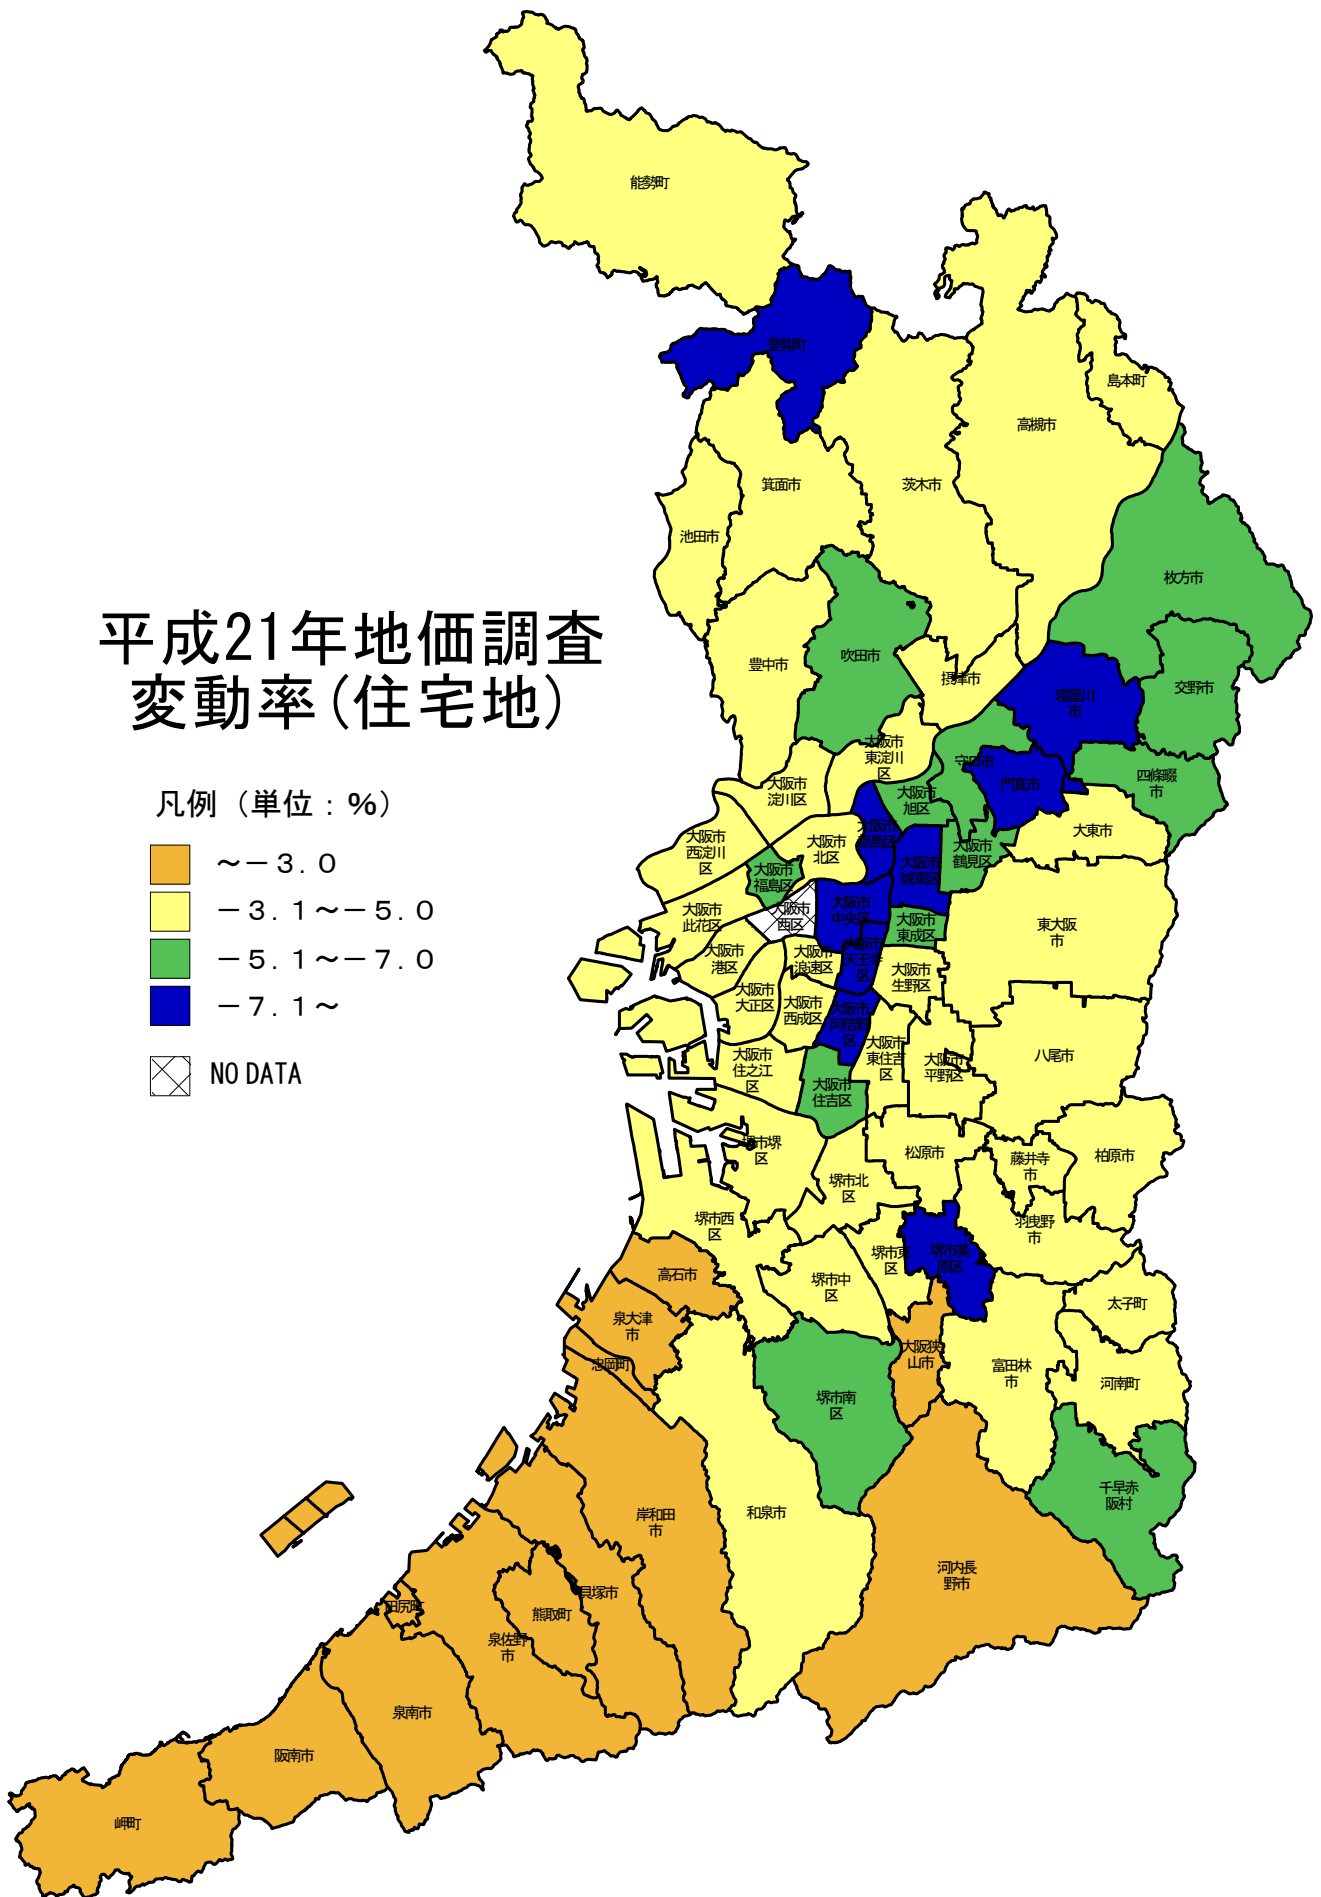 平成21年地価調査
変動率(住宅地)
凡例（単位：％）
～－３．０
－３．１～－５．０
－５．１～－７．０
－７．１～
NO DATA
能勢町
豊能町
島本町
高槻市
箕面市
茨木市
池田市
枚方市
豊中市
吹田市
摂津市
寝屋川
市
交野市
大阪市
東淀川
区
守口市
門真市
四條畷
市
大阪市
淀川区
大阪市
旭区
大東市
大阪市
西淀川
区
大阪市
北区
大阪市
都島区
大阪市
城東区
大阪市
鶴見区
大阪市
福島区
大阪市
此花区
大阪市
西区
大阪市
中央区
大阪市
東成区
東大阪
市
大阪市
港区
大阪市
浪速区
大阪市
天王寺
区
大阪市
生野区
大阪市
大正区
大阪市
西成区
大阪市
阿倍野
区
大阪市
東住吉
区
大阪市
平野区
八尾市
大阪市
住之江
区
大阪市
住吉区
堺市堺
区
松原市
藤井寺
市
柏原市
堺市北
区
堺市西
区
羽曳野
市
堺市東
区
堺市美
原区
高石市
堺市中
区
太子町
泉大津
市
忠岡町
大阪狭
山市
富田林
市
河南町
堺市南
区
千早赤
阪村
岸和田
市
和泉市
河内長
野市
貝塚市
田尻町
熊取町
泉佐野
市
泉南市
阪南市
岬町